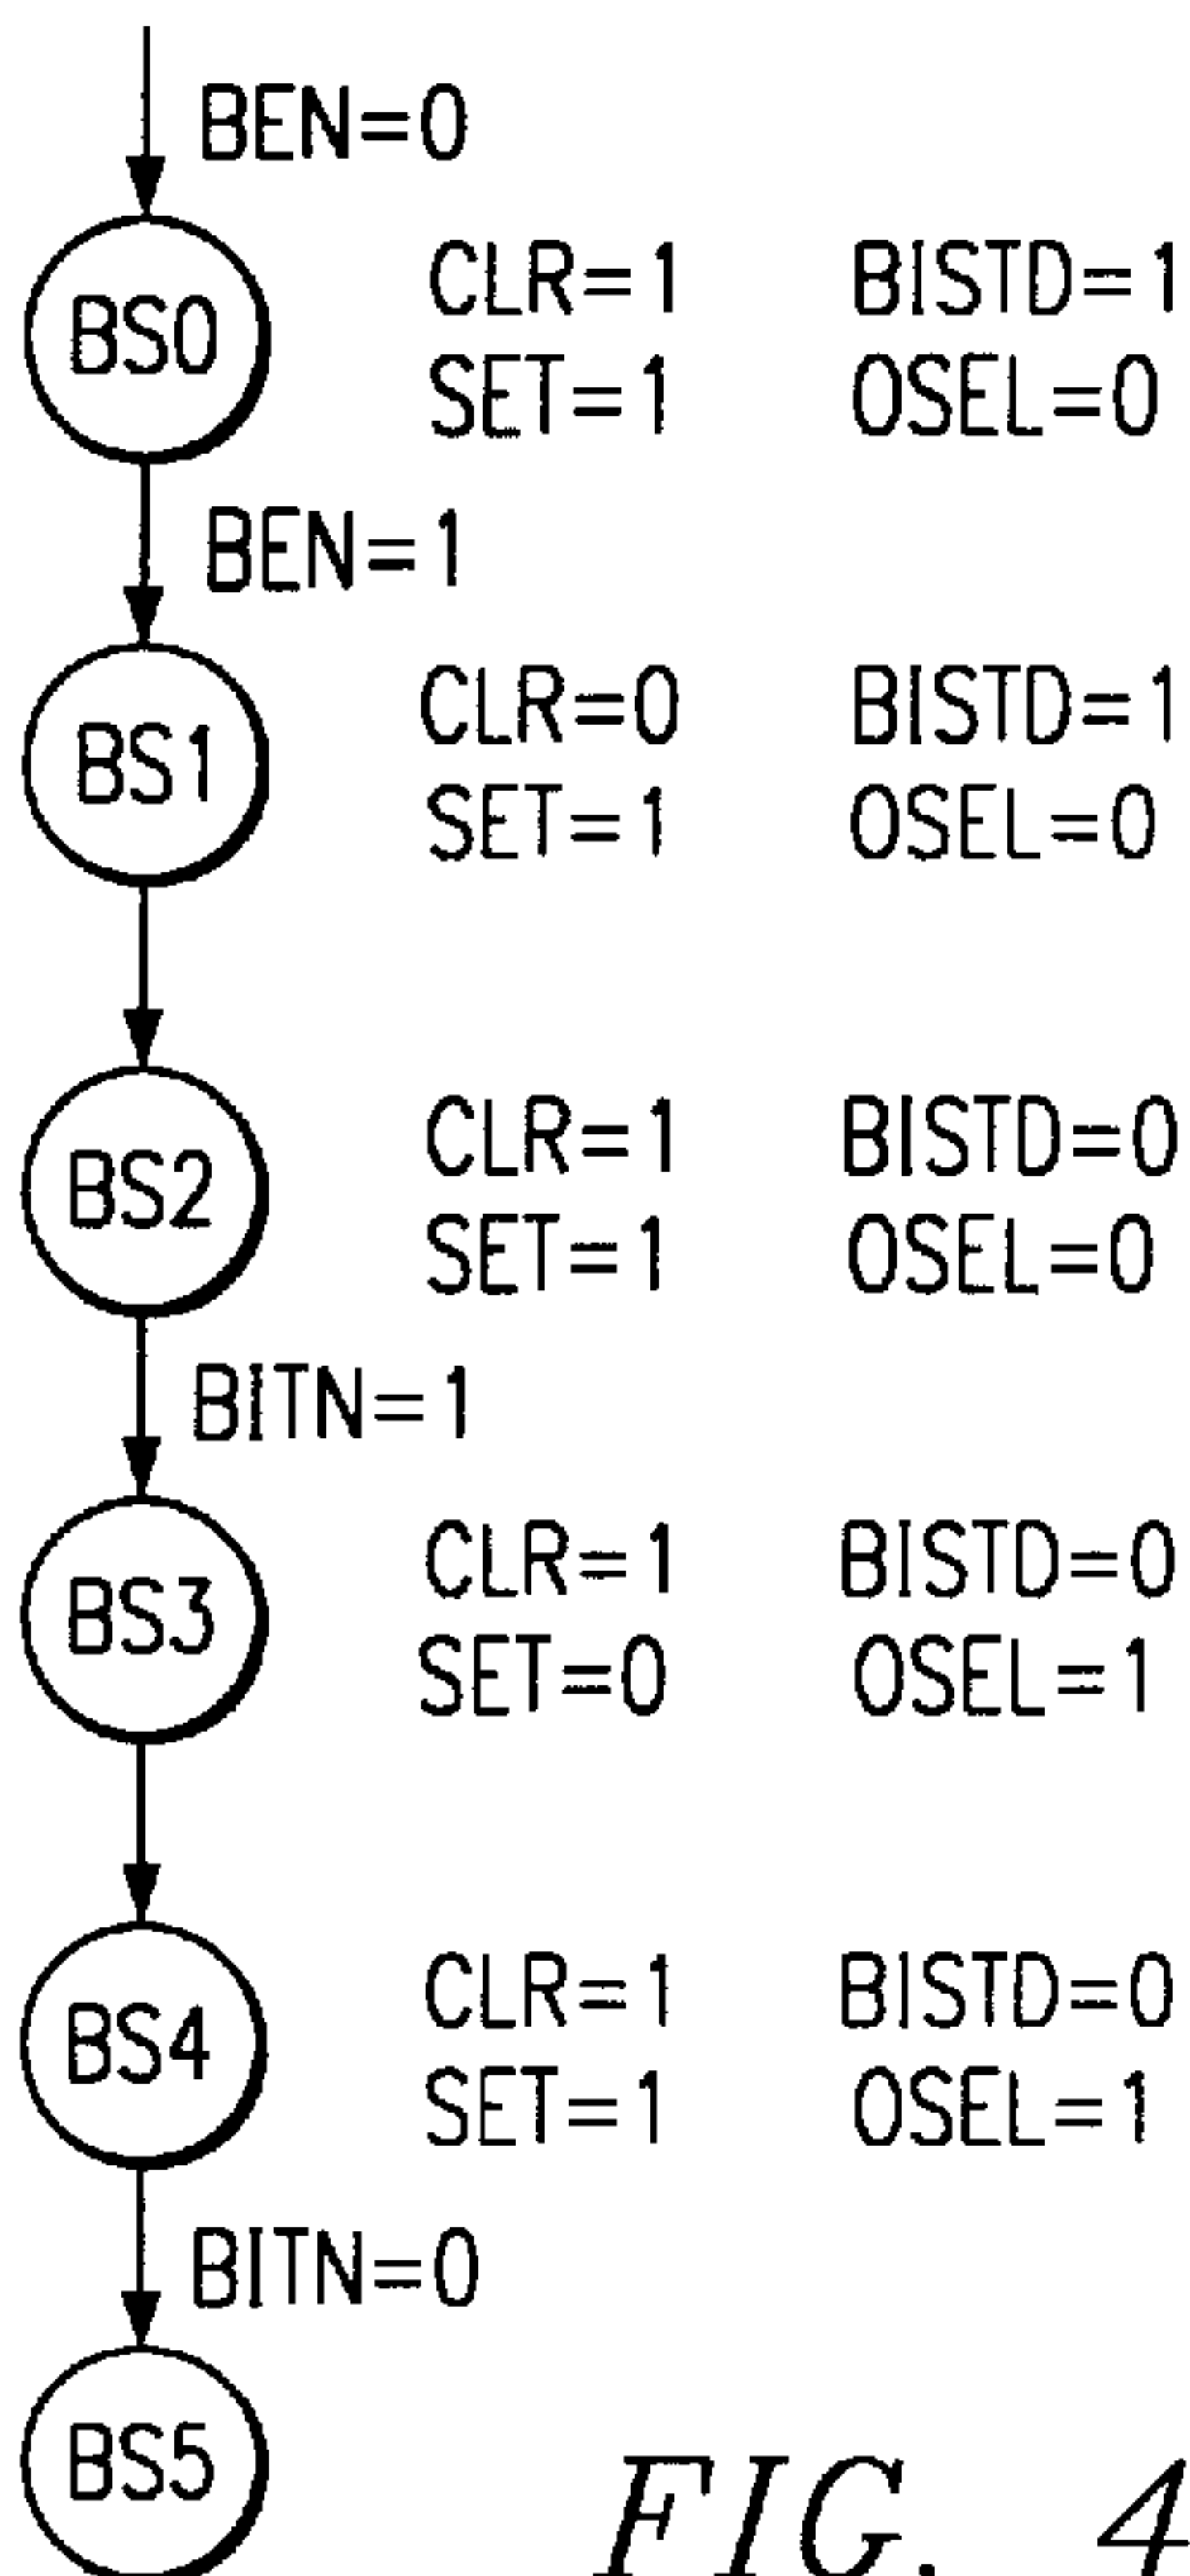 BEN=0
BS0
CLR=1 BISTD=1
SET=1 OSEL=0
BEN=1
BS1
CLR=0 BISTD=1
SET=1 OSEL=0
BS2
CLR=1 BISTD=0
SET=1 OSEL=0
BITN=1
BS3
CLR=1 BISTD=0
SET=0 OSEL=1
BS4
CLR=1 BISTD=0
SET=1 OSEL=1
BITN=0
BS5
FIG. 4